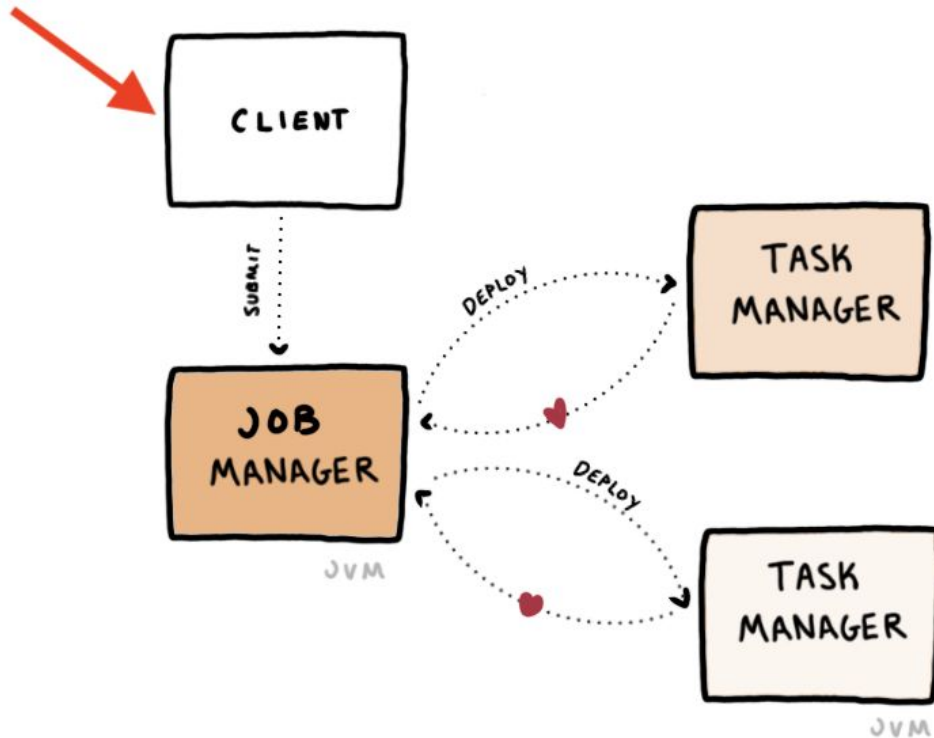 CLIENT
SUBMIT
DEPLOY
TASK
MANAGER
JOB
MANAGER
JVM
DEPLOY
TASK
MANAGER
JVM